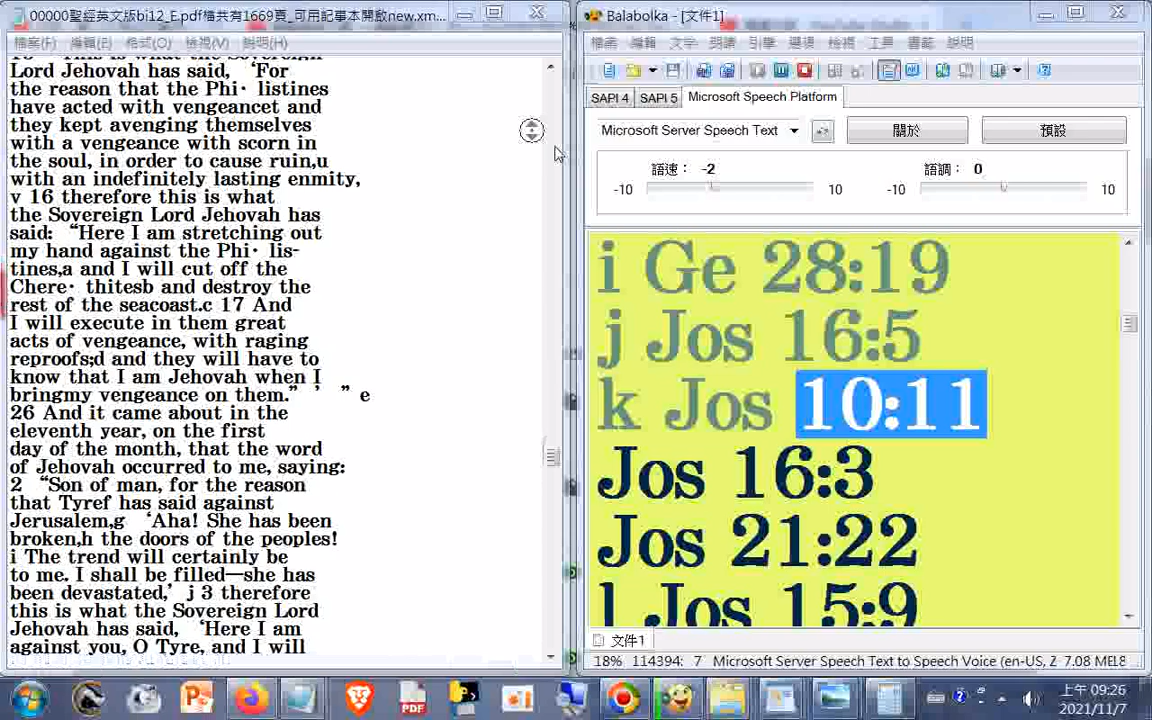 00000聖經英文版bi12_E.pdf檔共有1669頁_可用記事本開啟new.xm...
檔案(F) 編輯(E) 格式(O) 檢視(V) 說明(H)
Lord Jehovah has said, ‘For
the reason that the Phi· listines
have acted with vengeancet and
they kept avenging themselves
with a vengeance with scorn in
the soul, in order to cause ruin,u
with an indefinitely lasting enmity,
v 16 therefore this is what
the Sovereign Lord Jehovah has
said: “Here I am stretching out
my hand against the Phi· lis-
tines,a and I will cut off the
Chere· thitesb and destroy the
rest of the seacoast.c 17 And
I will execute in them great
acts of vengeance, with raging
reproofs;d and they will have to
know that I am Jehovah when I
bringmy vengeance on them.” ’ ” e
26 And it came about in the
eleventh year, on the first
day of the month, that the word
of Jehovah occurred to me, saying:
2 “Son of man, for the reason
that Tyref has said against
Jerusalem,g ‘Aha! She has been
broken,h the doors of the peoples!
i The trend will certainly be
to me. I shall be filled—she has
been devastated,’ j 3 therefore
this is what the Sovereign Lord
Jehovah has said, ‘Here I am
against you, O Tyre, and I will
Balabolka - [文件1]
檔案 編輯 文字 朗讀 引擎 選項 檢視 工具 書籤 說明
SAPI 4 SAPI 5 Microsoft Speech Platform
Microsoft Server Speech Text 關於 預設
語速: -2 語調: 0
-10 10 -10 10
i Ge 28:19
j Jos 16:5
k Jos 10:11
Jos 16:3
Jos 21:22
l Jos 15:9
文件1
18% 114394: 7 Microsoft Server Speech Text to Speech Voice (en-US, Z 7.08 MEL8
PDF
上午 09:26
2021/11/7